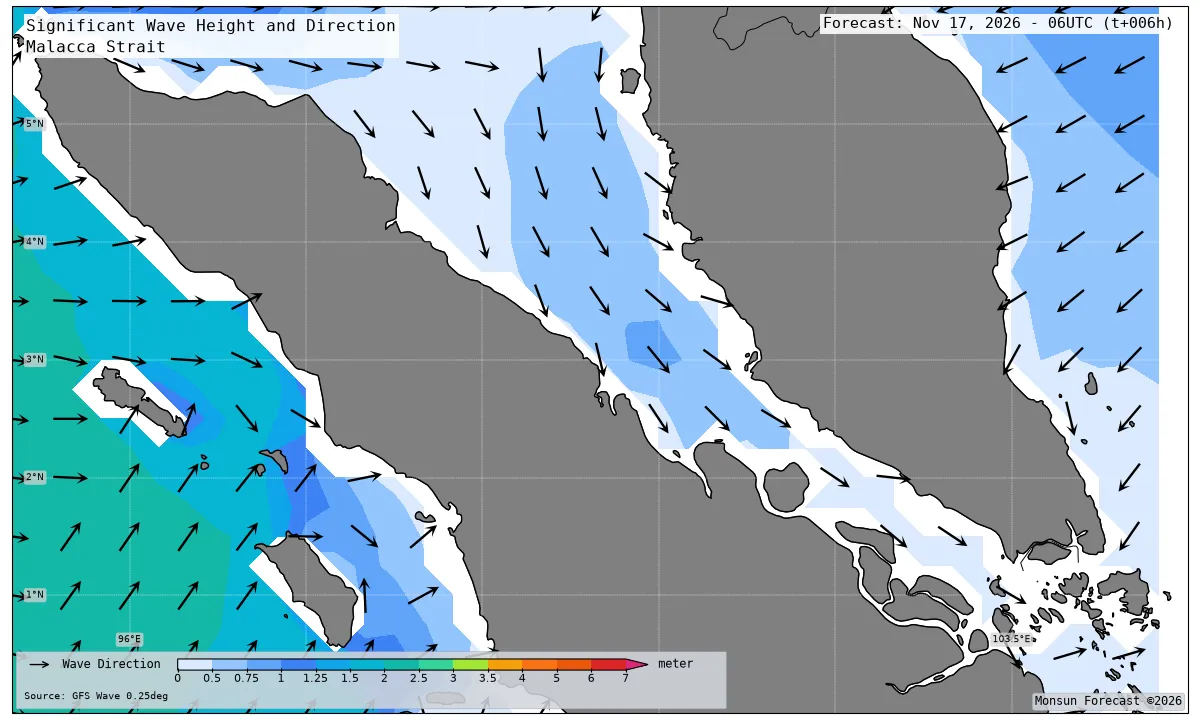 Significant Wave Height and Direction
Malacca Strait
Forecast: Nov 17, 2026 - 06UTC (t+006h)
5°N
4°N
3°N
2°N
1°N
96°E
103.5°E
Wave Direction
meter
0 0.5 0.75 1 1.25 1.5 2 2.5 3 3.5 4 5 6 7
Source: GFS Wave 0.25deg
Monsun Forecast ©2026